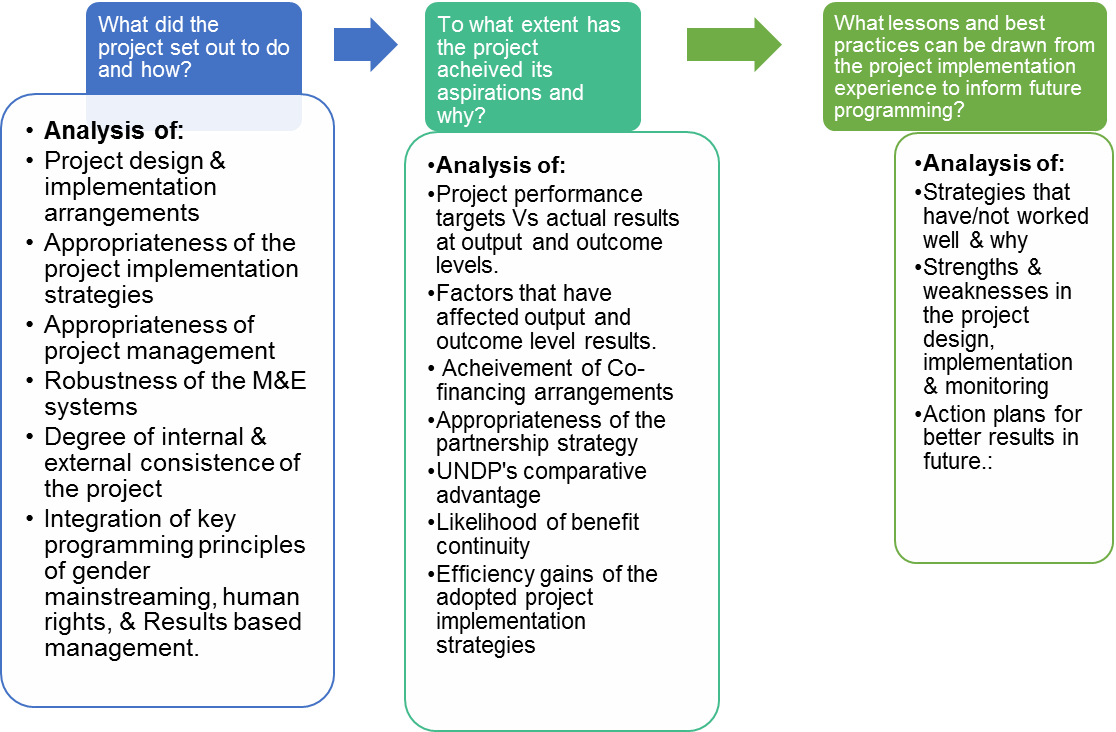 What did the
project set out to do
and how?
• Analysis of:
• Project design &
implementation
arrangements
• Appropriateness of the
project implementation
strategies
• Appropriateness of
project management
• Robustness of the M&E
systems
• Degree of internal &
external consistence of
the project
• Integration of key
programming principles
of gender
mainstreaming, human
rights, & Results based
management.
To what extent has
the project
acheived its
aspirations and
why?
•Analysis of:
•Project performance
targets Vs actual results
at output and outcome
levels.
•Factors that have
affected output and
outcome level results.
• Acheivement of Co-
financing arrangements
•Appropriateness of the
partnership strategy
•UNDP's comparative
advantage
•Likelihood of benefit
continuity
•Efficiency gains of the
adopted project
implementation
strategies
What lessons and best
practices can be drawn from
the project implementation
experience to inform future
programming?
•Analaysis of:
•Strategies that
have/not worked
well & why
•Strengths &
weaknesses in
the project
design,
implementation
& monitoring
•Action plans for
better results in
future.: